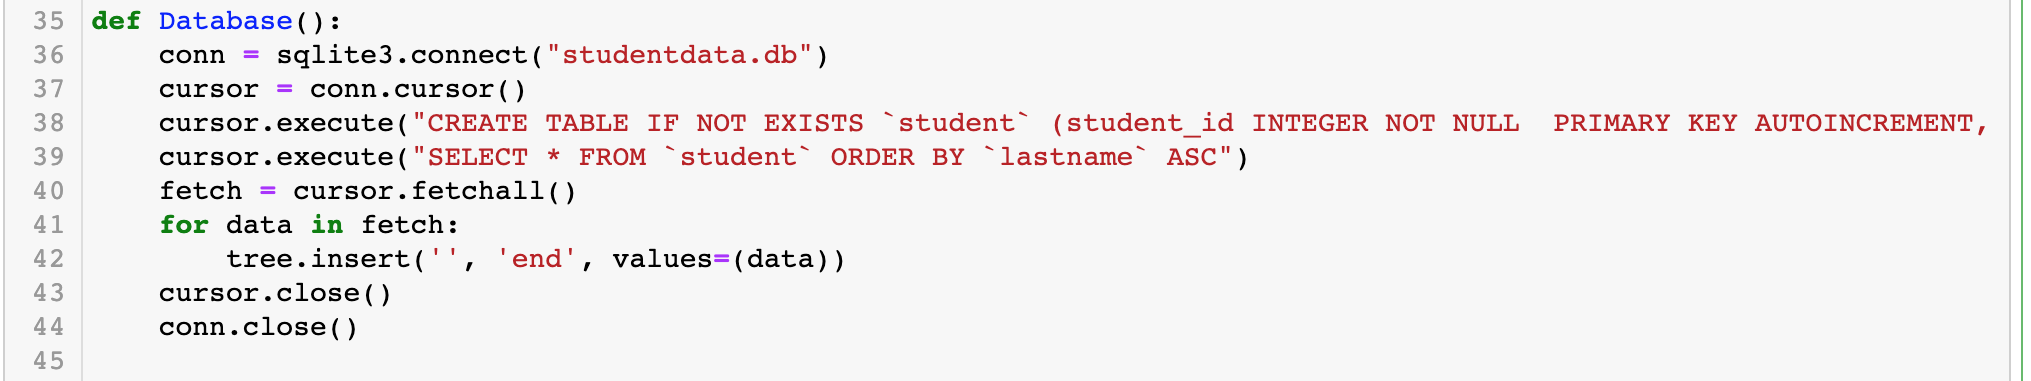 35 def Database():
36     conn = sqlite3.connect("studentdata.db")
37     cursor = conn.cursor()
38     cursor.execute("CREATE TABLE IF NOT EXISTS `student` (student_id INTEGER NOT NULL  PRIMARY KEY AUTOINCREMENT,
39     cursor.execute("SELECT * FROM `student` ORDER BY `lastname` ASC")
40     fetch = cursor.fetchall()
41     for data in fetch:
42         tree.insert('', 'end', values=(data))
43     cursor.close()
44     conn.close()
45